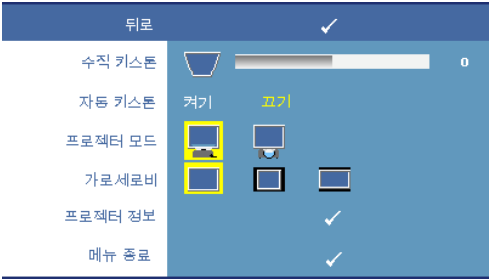 뒤로
수직 키스톤 0
자동 키스톤 켜기 끄기
프로젝터 모드
가로세로비
프로젝터 정보
메뉴 종료